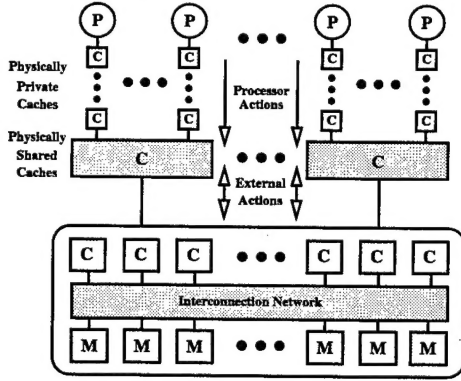 P P P P
C C C C
Physically
Private
Caches
Processor
Actions
C C C C
Physically
Shared
Caches
C C
External
Actions
C C C C C C
Interconnection Network
M M M M M M